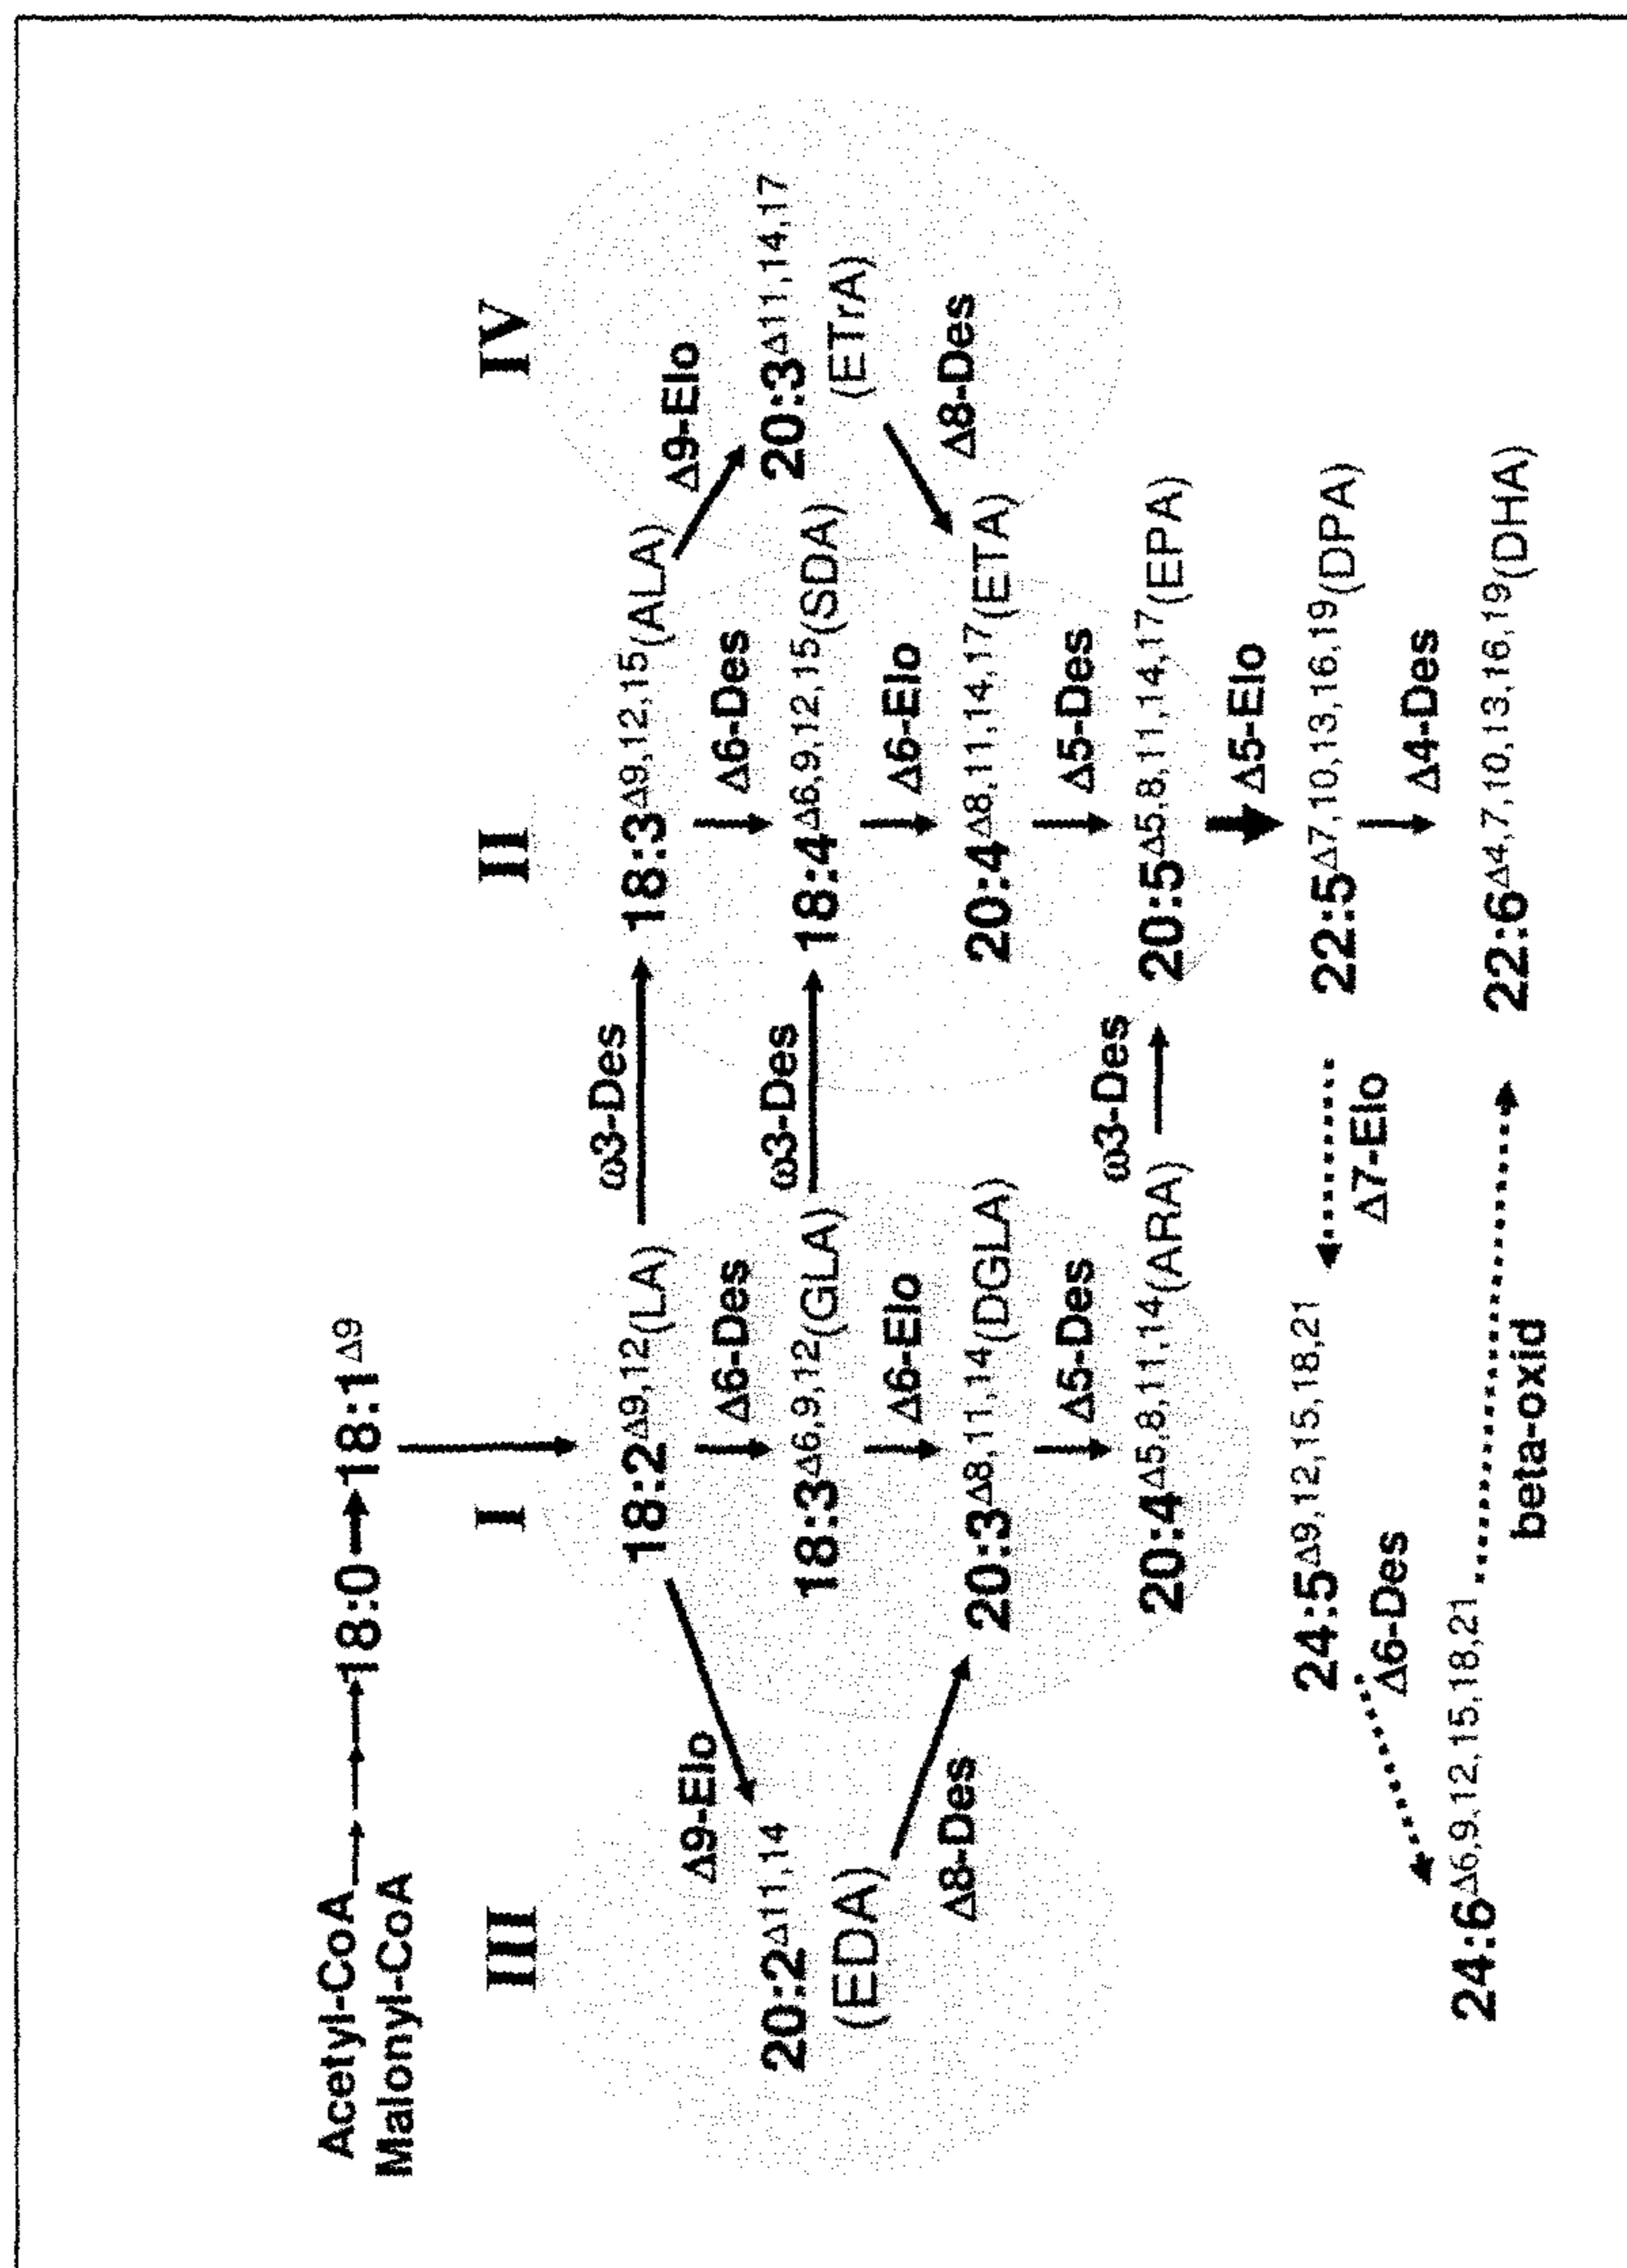 Acetyl-CoA
Malonyl-CoA
18:0
18:1Δ9
III
I
II
IV
18:2Δ9,12(LA)
ω3-Des
18:3Δ9,12,15(ALA)
Δ9-Elo
Δ6-Des
Δ6-Des
Δ9-Elo
20:2Δ11,14
(EDA)
18:3Δ6,9,12(GLA)
ω3-Des
18:4Δ6,9,12,15(SDA)
20:3Δ11,14,17
(ETrA)
Δ8-Des
Δ6-Elo
Δ6-Elo
Δ8-Des
20:3Δ8,11,14(DGLA)
20:4Δ8,11,14,17(ETA)
Δ5-Des
Δ5-Des
20:4Δ5,8,11,14(ARA)
ω3-Des
20:5Δ5,8,11,14,17(EPA)
Δ5-Elo
24:5Δ9,12,15,18,21
Δ7-Elo
22:5Δ7,10,13,16,19(DPA)
Δ6-Des
Δ4-Des
24:6Δ6,9,12,15,18,21
beta-oxid
22:6Δ4,7,10,13,16,19(DHA)